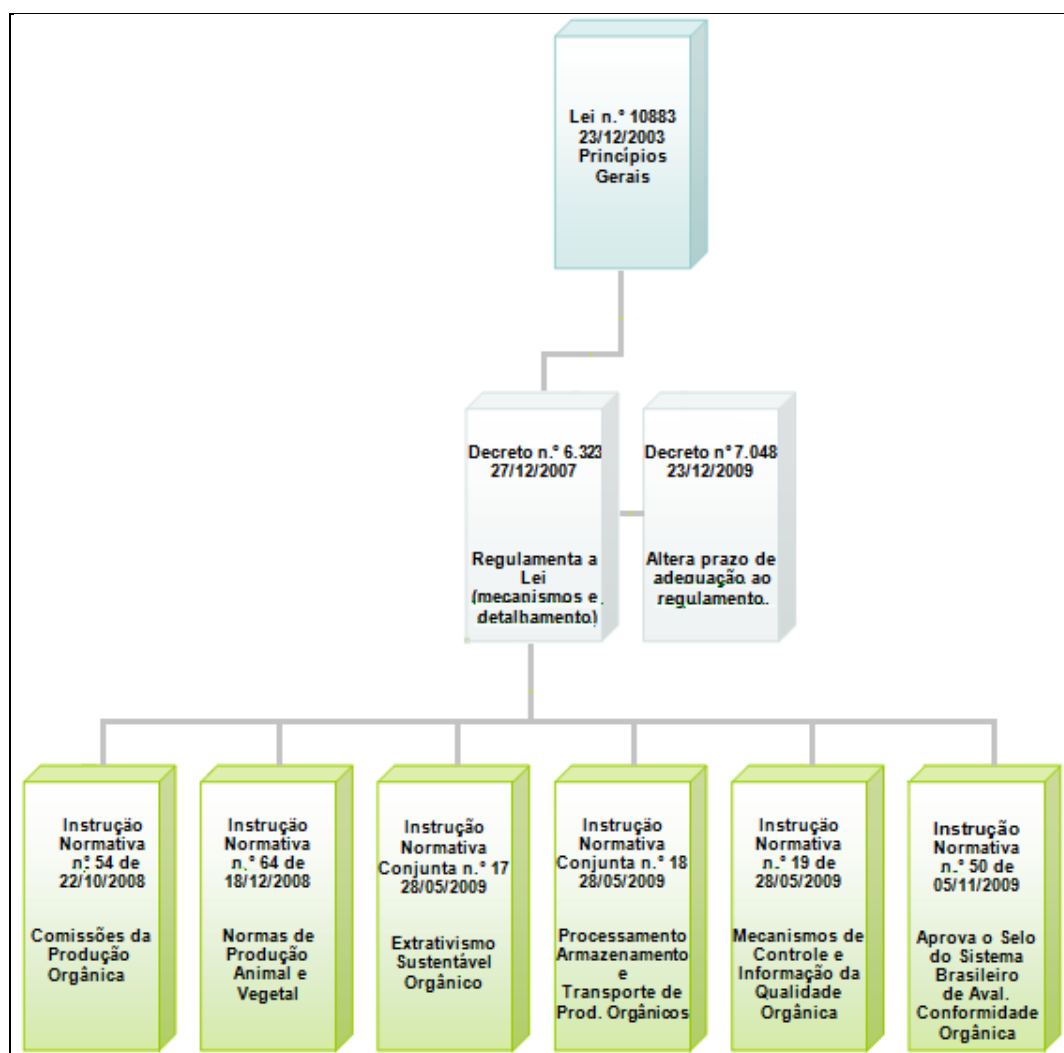 Lei n.º 10883
23/12/2003
Princípios
Gerais
Decreto n.º 6.323
27/12/2007
Regulamenta a
Lei
(mecanismos e
detalhamento)
Decreto nº 7.048
23/12/2009
Altera prazo de
adequação ao
regulamento.
Instrução
Normativa
nº 54 de
22/10/2008
Comissões da
Produção
Orgânica
Instrução
Normativa
n.º 64 de
18/12/2008
Normas de
Produção
Animal e
Vegetal
Instrução
Normativa
Conjunta n.º 17
28/05/2009
Extrativismo
Sustentável
Orgânico
Instrução
Normativa
Conjunta n.º 18
28/05/2009
Processamento
Armazenamento
e
Transporte de
Prod. Orgânicos
Instrução
Normativa
n.º 19 de
28/05/2009
Mecanismos de
Controle e
Informação da
Qualidade
Orgânica
Instrução
Normativa
n.º 50 de
05/11/2009
Aprova o Selo
do Sistema
Brasileiro
de Aval.
Conformidade
Orgânica